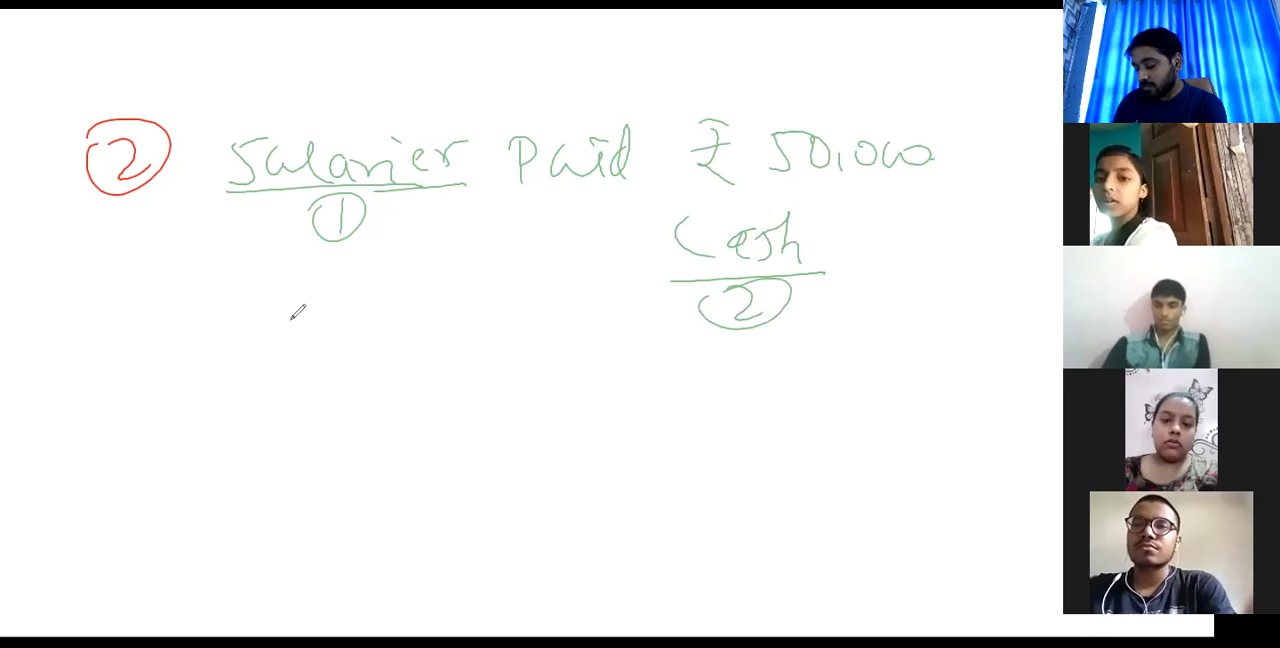 ② Salaries Paid ₹ 50,000
①
Cash
②